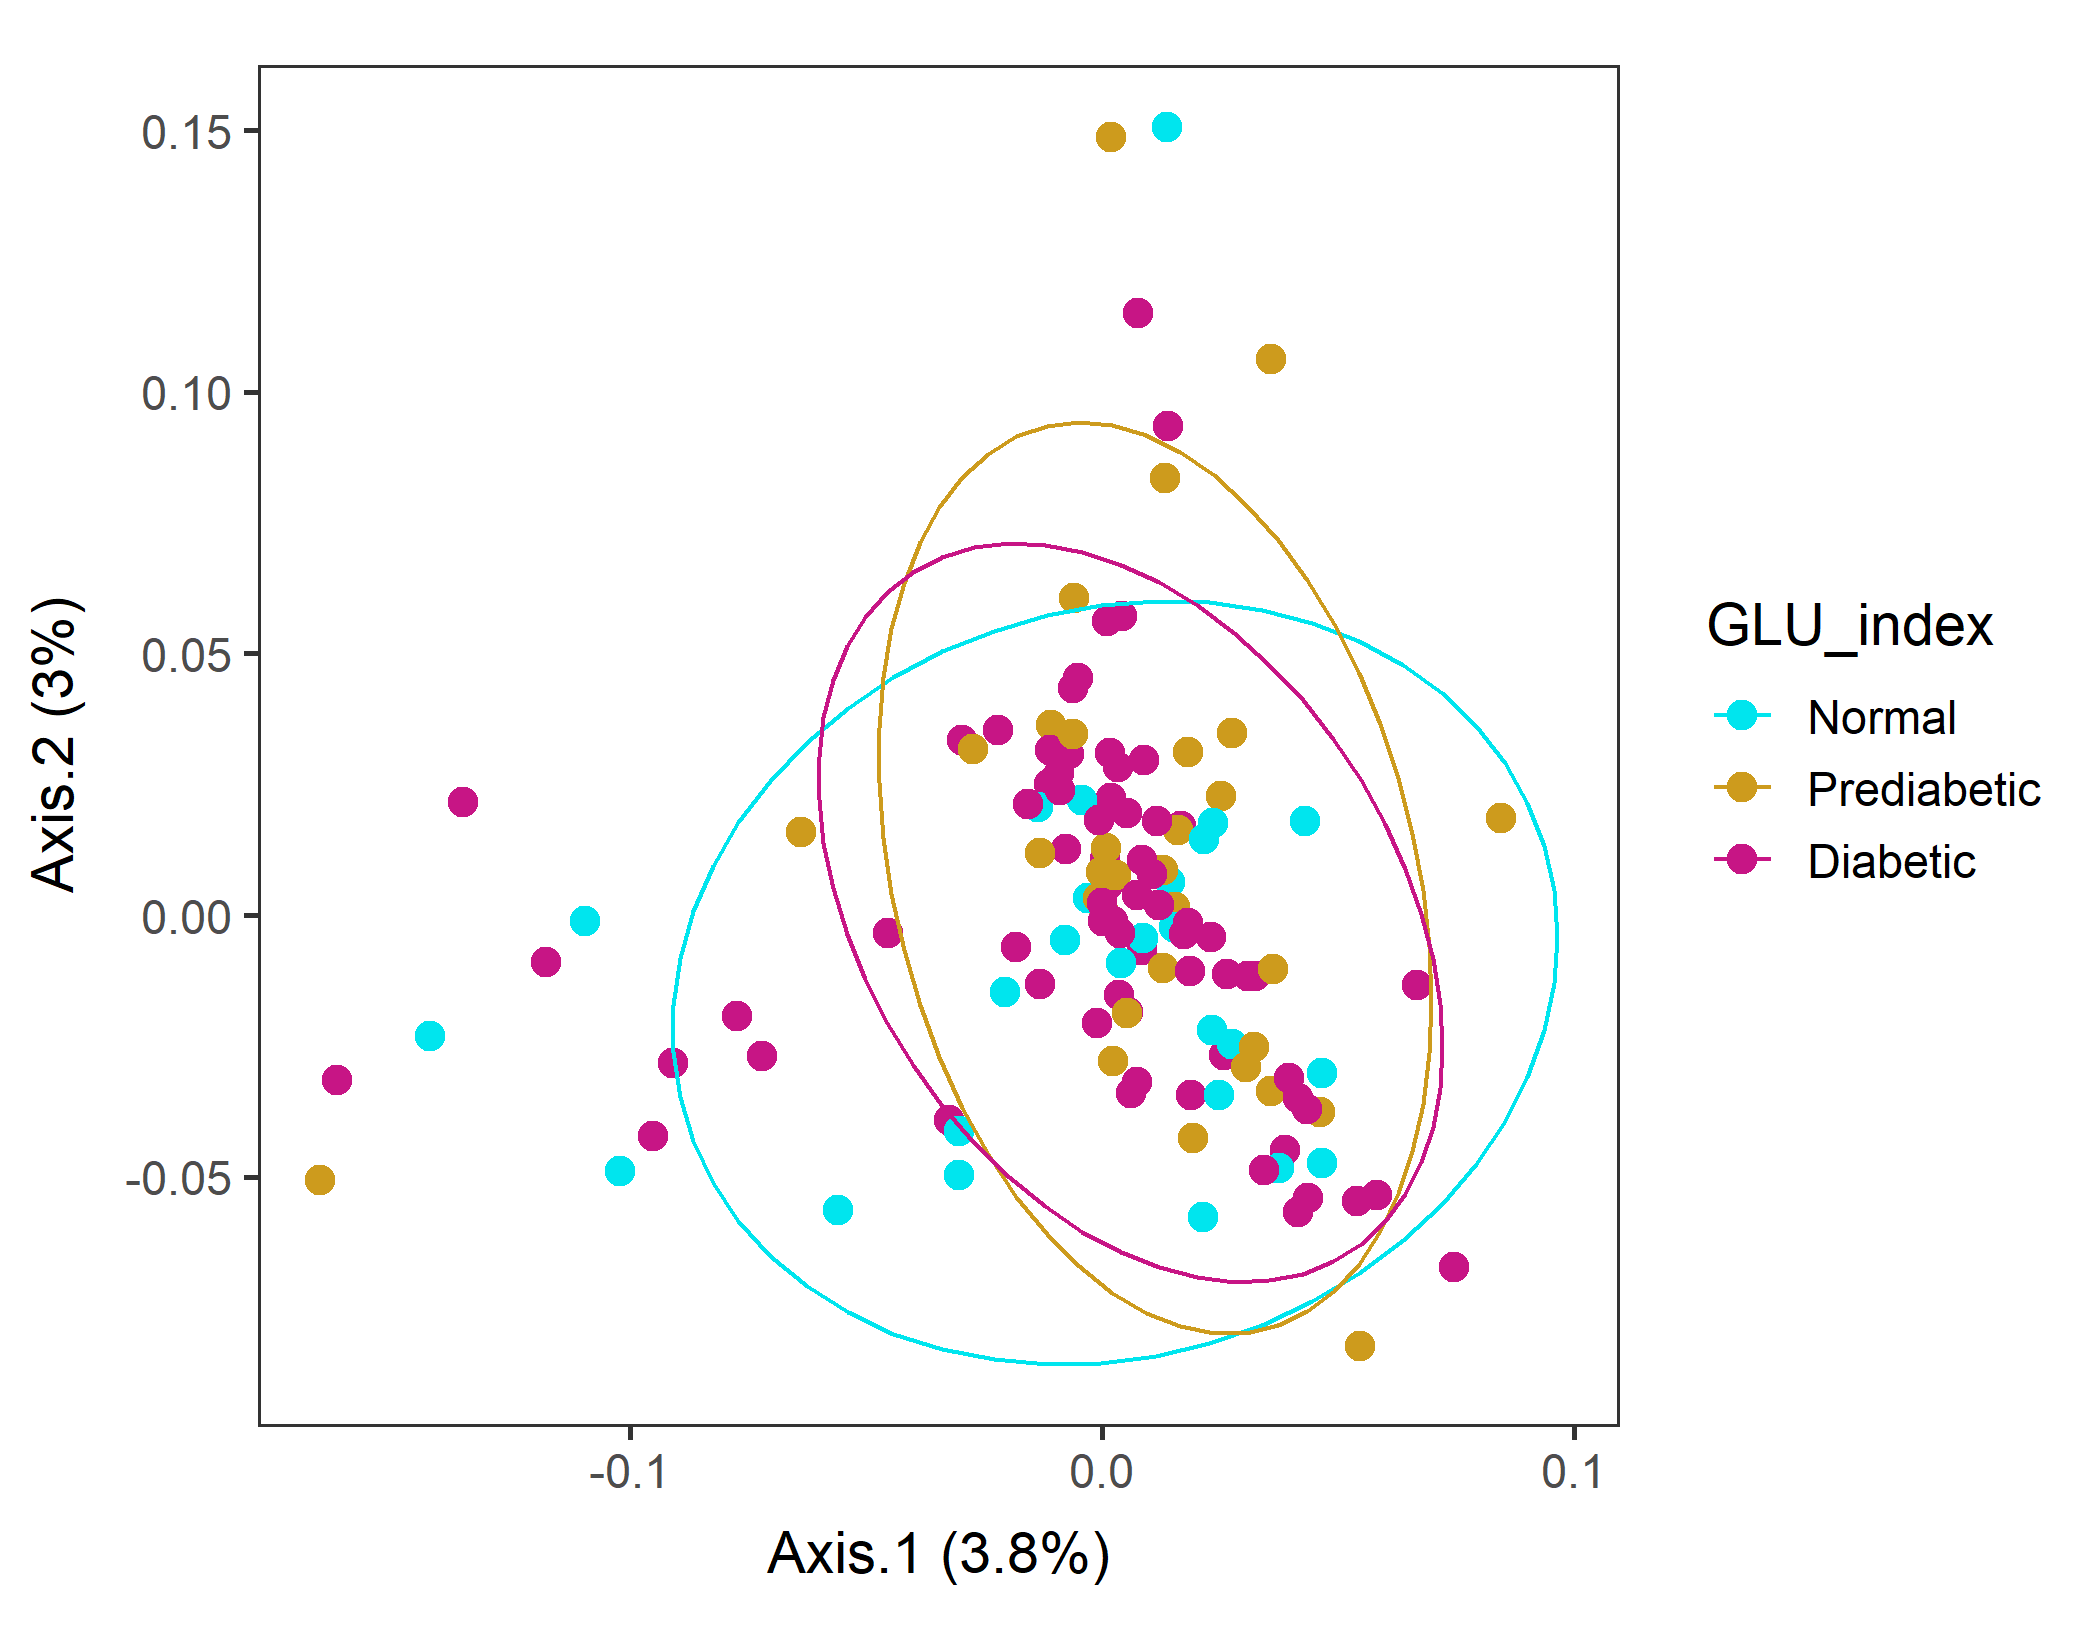 0.15
0.10
0.05
0.00
-0.05
Axis.2 (3%)
-0.1
0.0
0.1
Axis.1 (3.8%)
GLU_index
Normal
Prediabetic
Diabetic